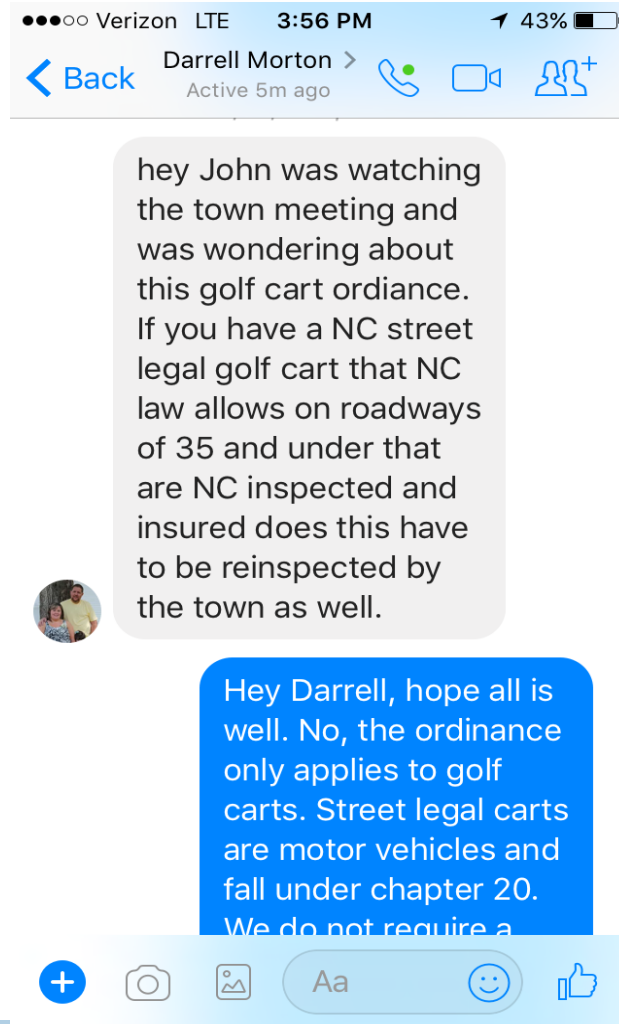 Verizon LTE 3:56 PM 43%
Back
Darrell Morton
Active 5m ago
hey John was watching
the town meeting and
was wondering about
this golf cart ordiance.
If you have a NC street
legal golf cart that NC
law allows on roadways
of 35 and under that
are NC inspected and
insured does this have
to be reinspected by
the town as well.
Hey Darrell, hope all is
well. No, the ordinance
only applies to golf
carts. Street legal carts
are motor vehicles and
fall under chapter 20.
We do not require a
Aa